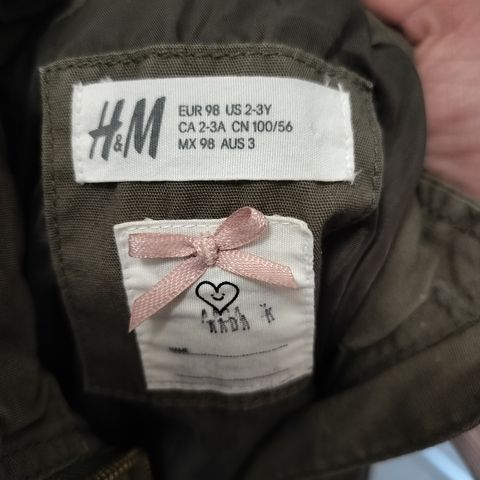 H&M
EUR 98 US 2-3Y
CA 2-3A CN 100/56
MX 98 AUS 3